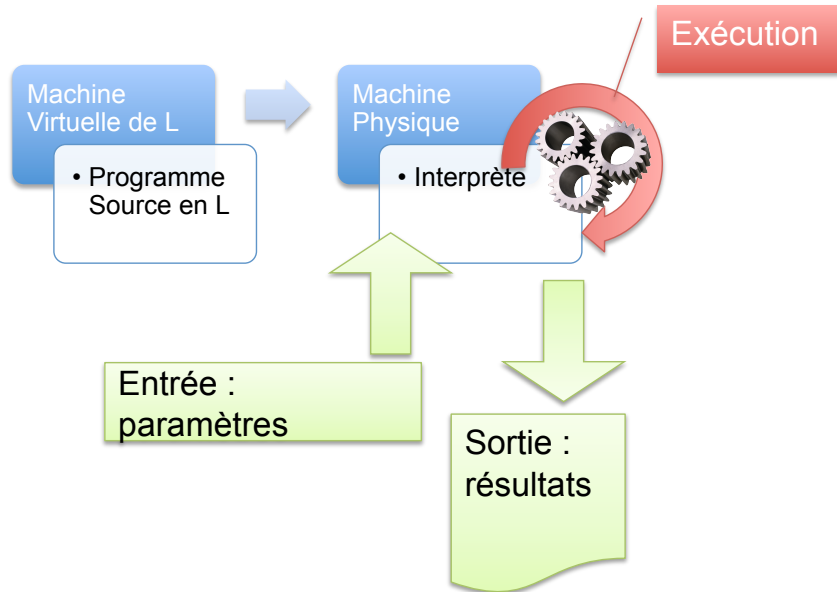 Exécution
Machine
Virtuelle de L
• Programme
Source en L
Machine
Physique
• Interprète
Entrée :
paramètres
Sortie :
résultats